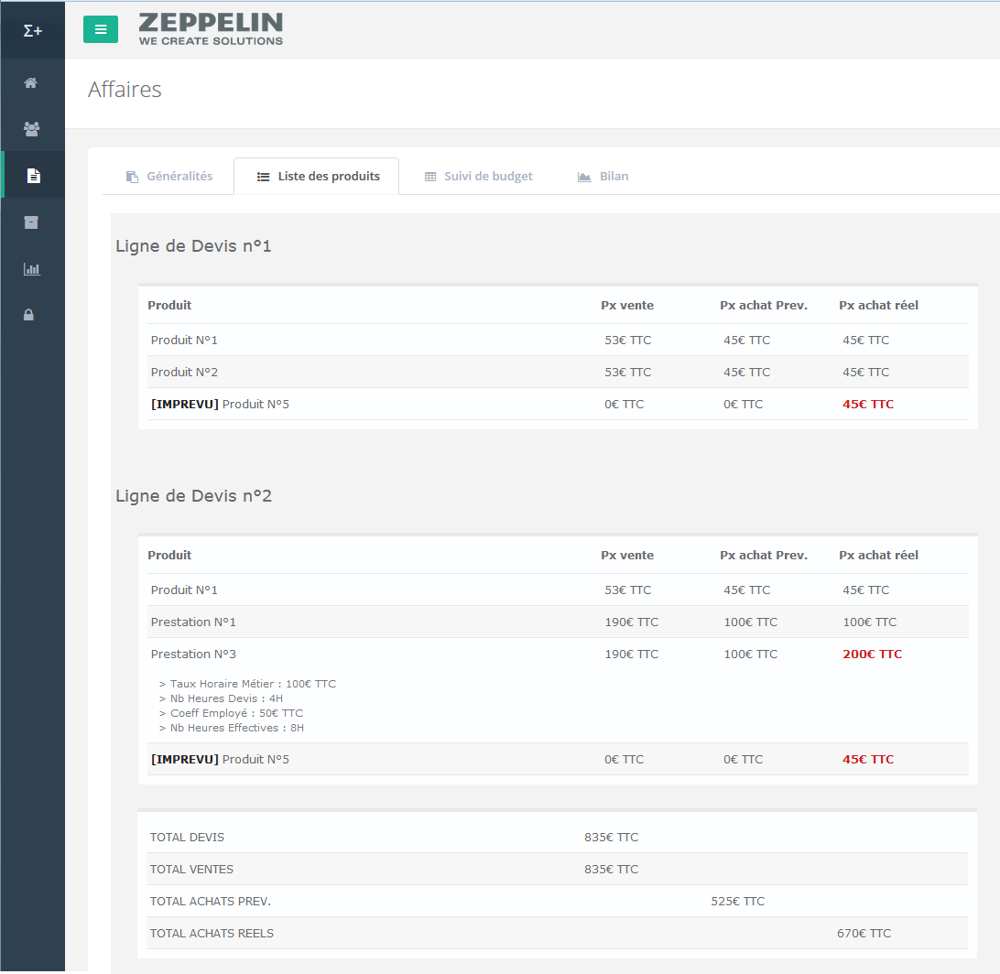 Σ+
ZEPPELIN
WE CREATE SOLUTIONS
Affaires
Généralités Liste des produits Suivi de budget Bilan
Ligne de Devis n°1
Produit Px vente Px achat Prev. Px achat réel
Produit N°1 53€ TTC 45€ TTC 45€ TTC
Produit N°2 53€ TTC 45€ TTC 45€ TTC
[IMPREVU] Produit N°5 0€ TTC 0€ TTC 45€ TTC
Ligne de Devis n°2
Produit Px vente Px achat Prev. Px achat réel
Produit N°1 53€ TTC 45€ TTC 45€ TTC
Prestation N°1 190€ TTC 100€ TTC 100€ TTC
Prestation N°3 190€ TTC 100€ TTC 200€ TTC
> Taux Horaire Métier : 100€ TTC
> Nb Heures Devis : 4H
> Coeff Employé : 50€ TTC
> Nb Heures Effectives : 8H
[IMPREVU] Produit N°5 0€ TTC 0€ TTC 45€ TTC
TOTAL DEVIS 835€ TTC
TOTAL VENTES 835€ TTC
TOTAL ACHATS PREV. 525€ TTC
TOTAL ACHATS REELS 670€ TTC